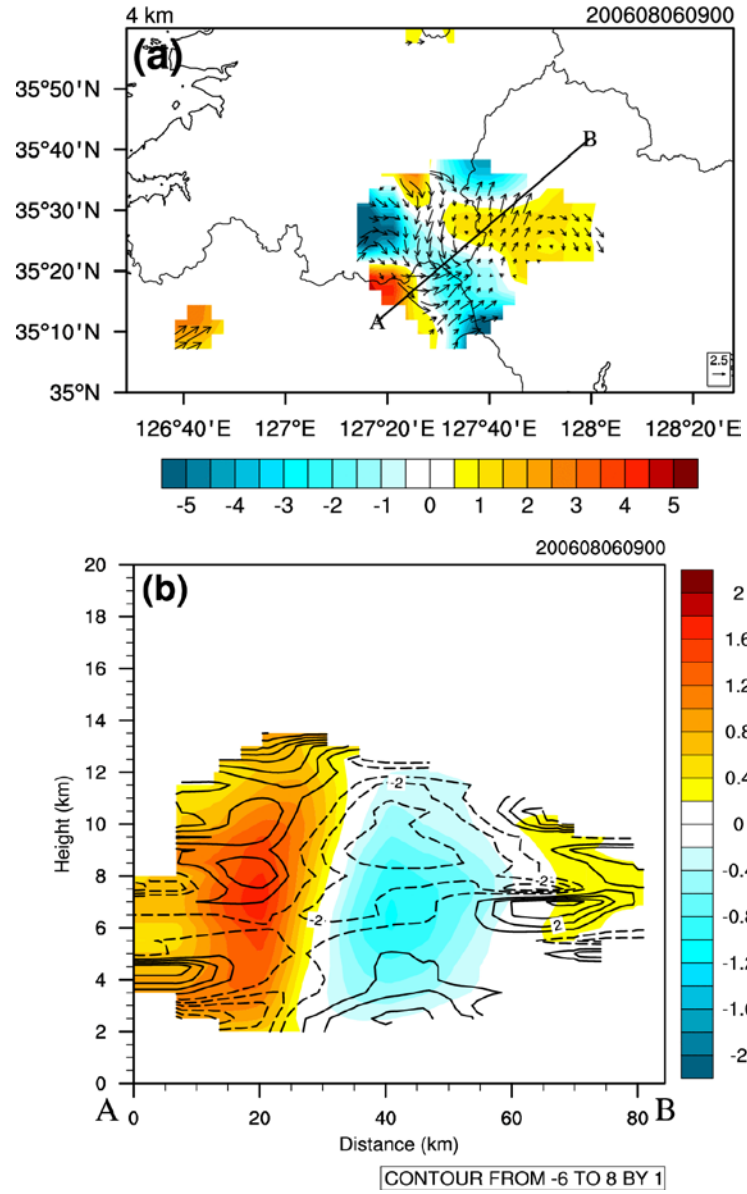 4 km 200608060900
(a)
35°50'N
35°40'N
35°30'N
35°20'N
35°10'N
35°N
B
A
2.5
126°40'E 127°E 127°20'E 127°40'E 128°E 128°20'E
-5 -4 -3 -2 -1 0 1 2 3 4 5
200608060900
(b)
20
18
16
14
12
10
8
6
4
2
0
Height (km)
-2
-2
-2
2
2
1.6
1.2
0.8
0.4
0
-0.4
-0.8
-1.2
-1.6
-2
A 0 20 40 60 80 B
Distance (km)
CONTOUR FROM -6 TO 8 BY 1